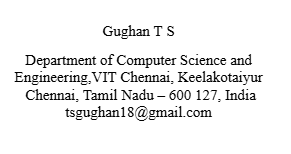 Gughan T S
Department of Computer Science and
Engineering,VIT Chennai, Keelakotaiyur
Chennai, Tamil Nadu – 600 127, India
tsgughan18@gmail.com